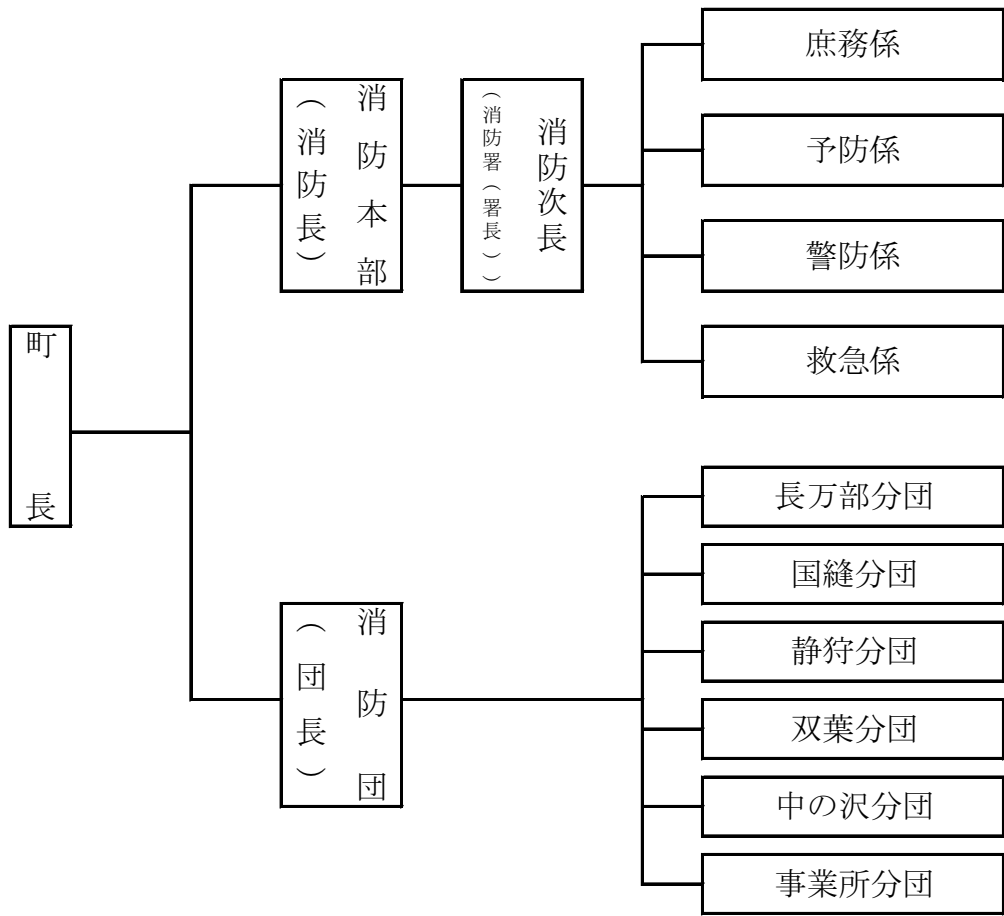 町長
消防本部
（消防長）
消防次長
（消防署（署長））
庶務係
予防係
警防係
救急係
消防団
（団長）
長万部分団
国縫分団
静狩分団
双葉分団
中の沢分団
事業所分団